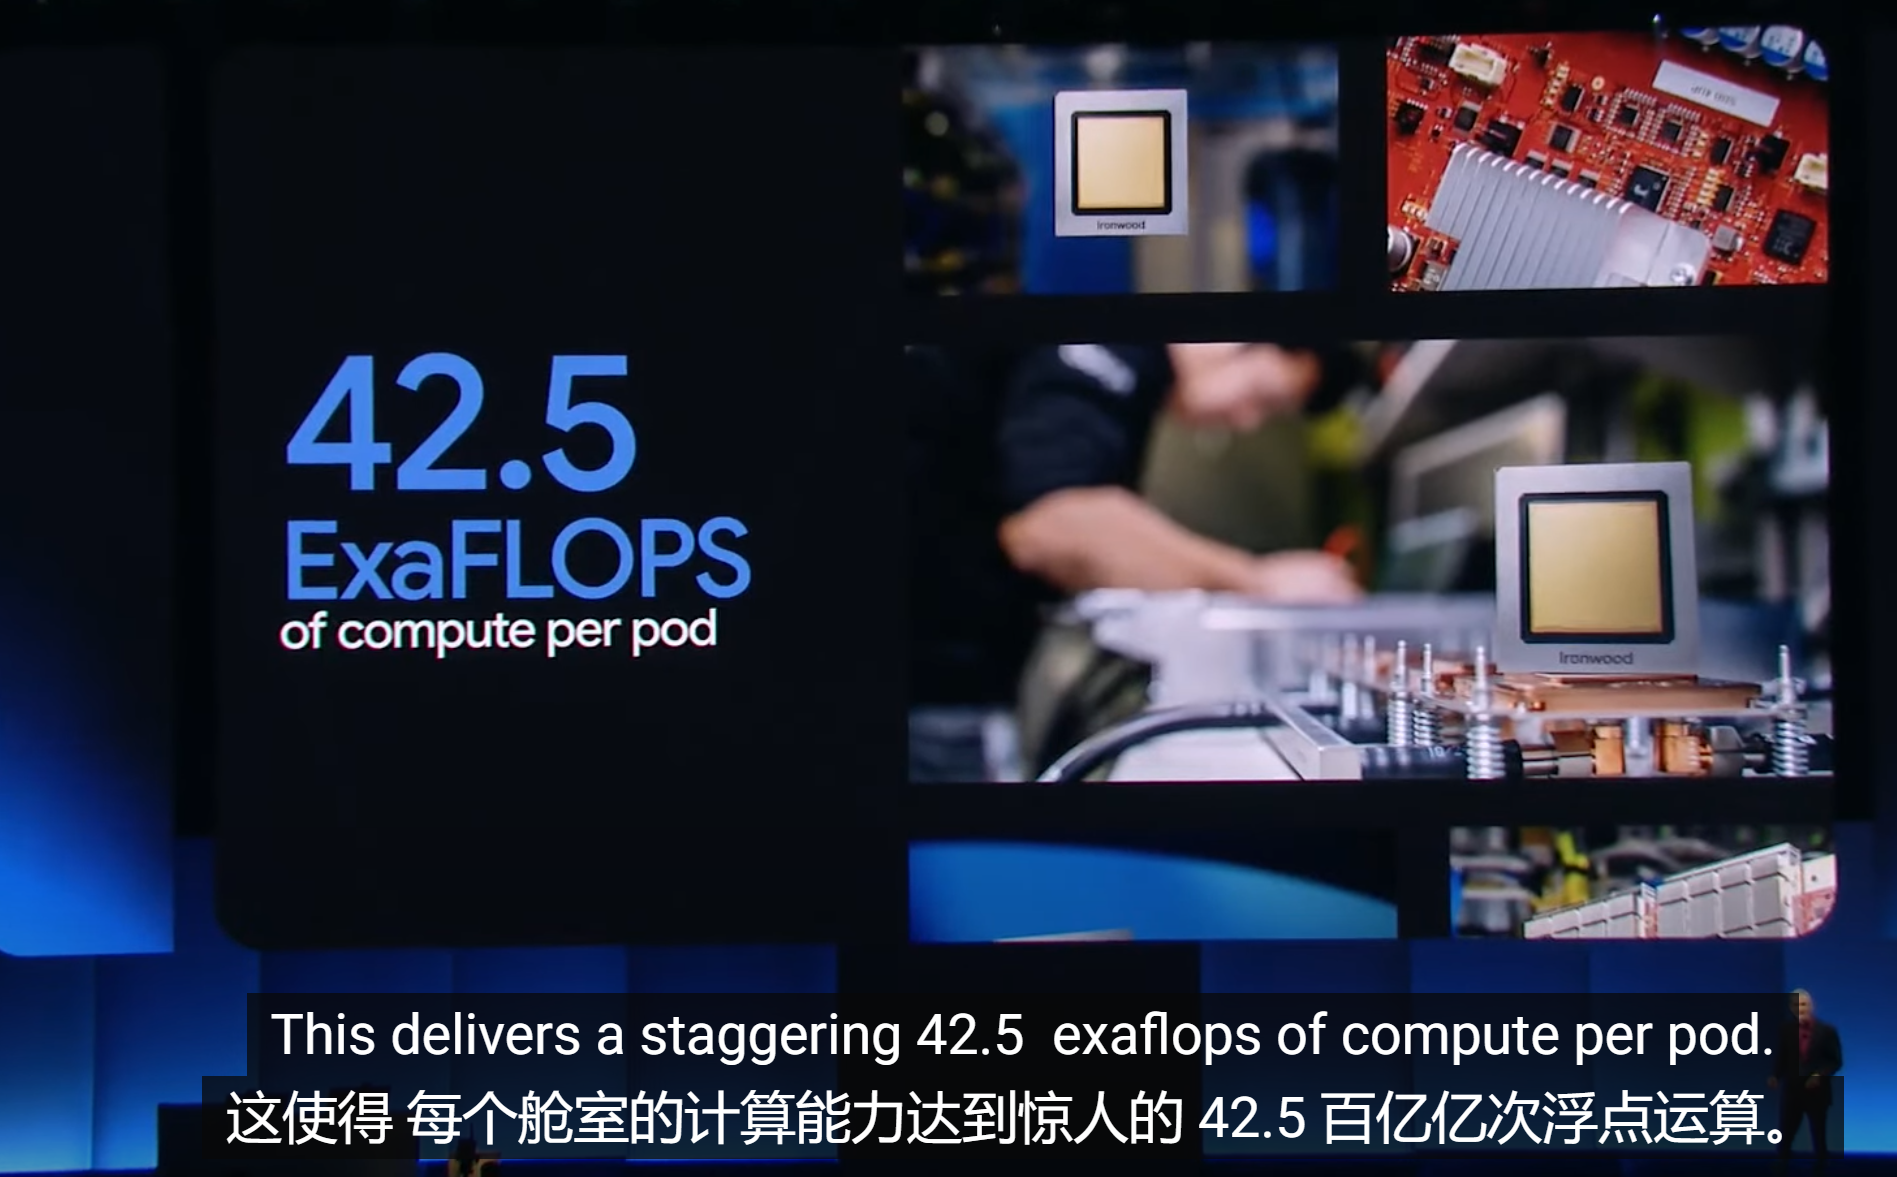 Ironwood
42.5
ExaFLOPS
of compute per pod
Ironwood
This delivers a staggering 42.5 exaflops of compute per pod.
这使得 每个舱室的计算能力达到惊人的 42.5 百亿亿次浮点运算。